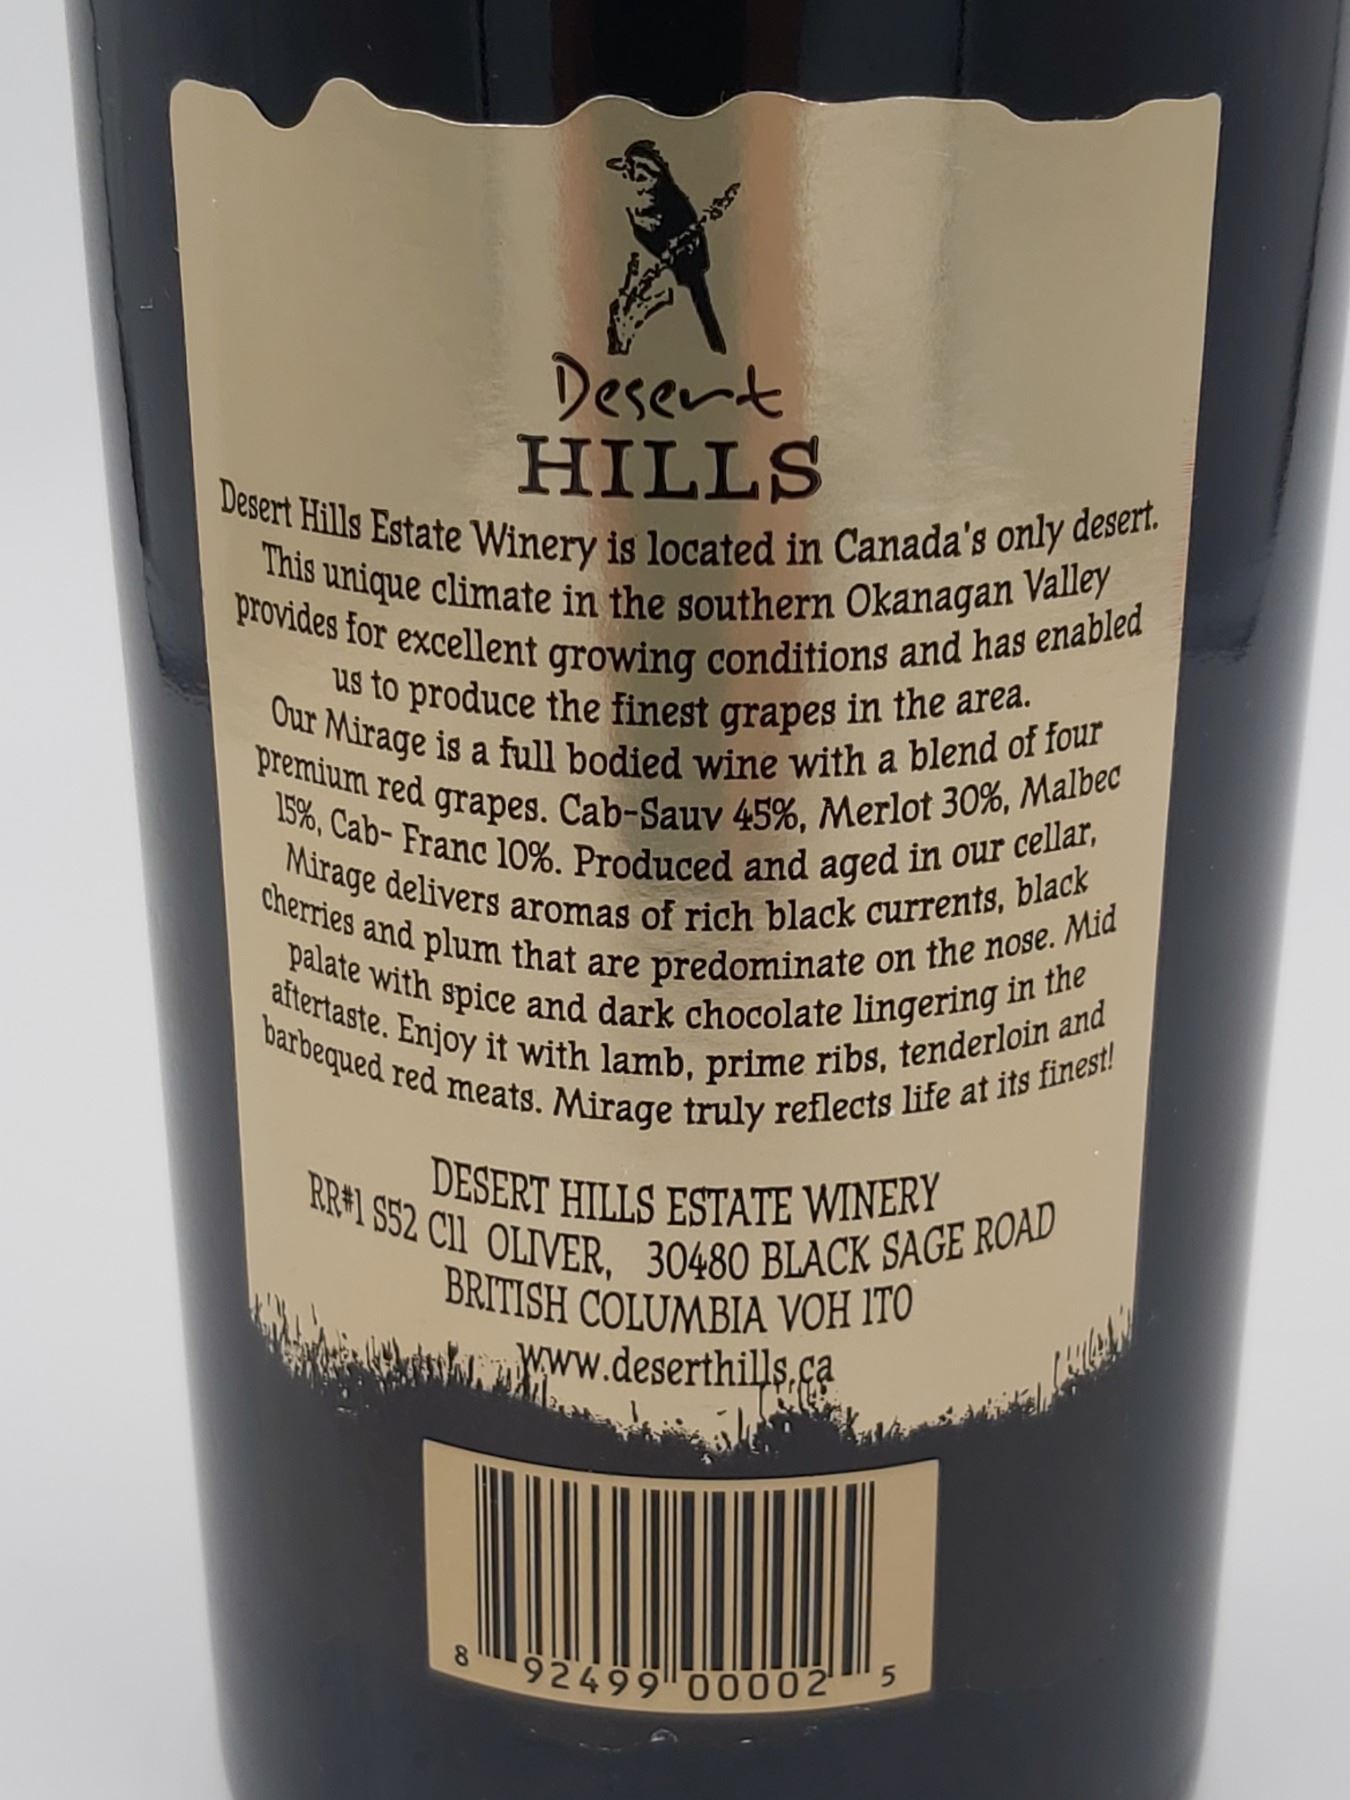 Desert
HILLS
Desert Hills Estate Winery is located in Canada's only desert.
This unique climate in the southern Okanagan Valley
provides for excellent growing conditions and has enabled
us to produce the finest grapes in the area.
Our Mirage is a full bodied wine with a blend of four
premium red grapes. Cab-Sauv 45%, Merlot 30%, Malbec
15%, Cab- Franc 10%. Produced and aged in our cellar,
Mirage delivers aromas of rich black currents, black
cherries and plum that are predominate on the nose. Mid
palate with spice and dark chocolate lingering in the
aftertaste. Enjoy it with lamb, prime ribs, tenderloin and
barbequed red meats. Mirage truly reflects life at its finest!
DESERT HILLS ESTATE WINERY
RR#1 S52 C11 OLIVER, 30480 BLACK SAGE ROAD
BRITISH COLUMBIA VOH 1TO
www.deserthills.ca
8 92499 00002 5